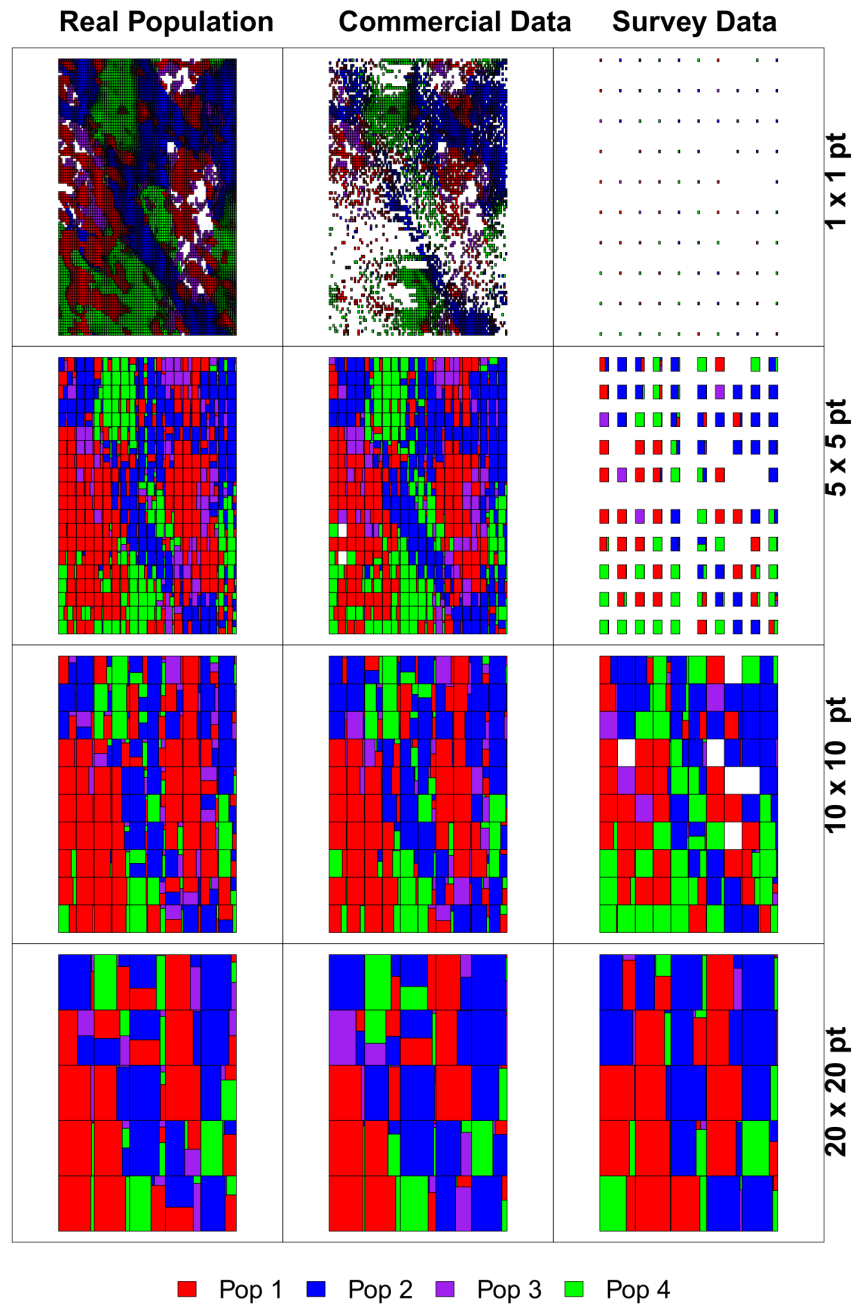 Real Population Commercial Data Survey Data
1 x 1 pt
5 x 5 pt
10 x 10 pt
20 x 20 pt
Pop 1 Pop 2 Pop 3 Pop 4